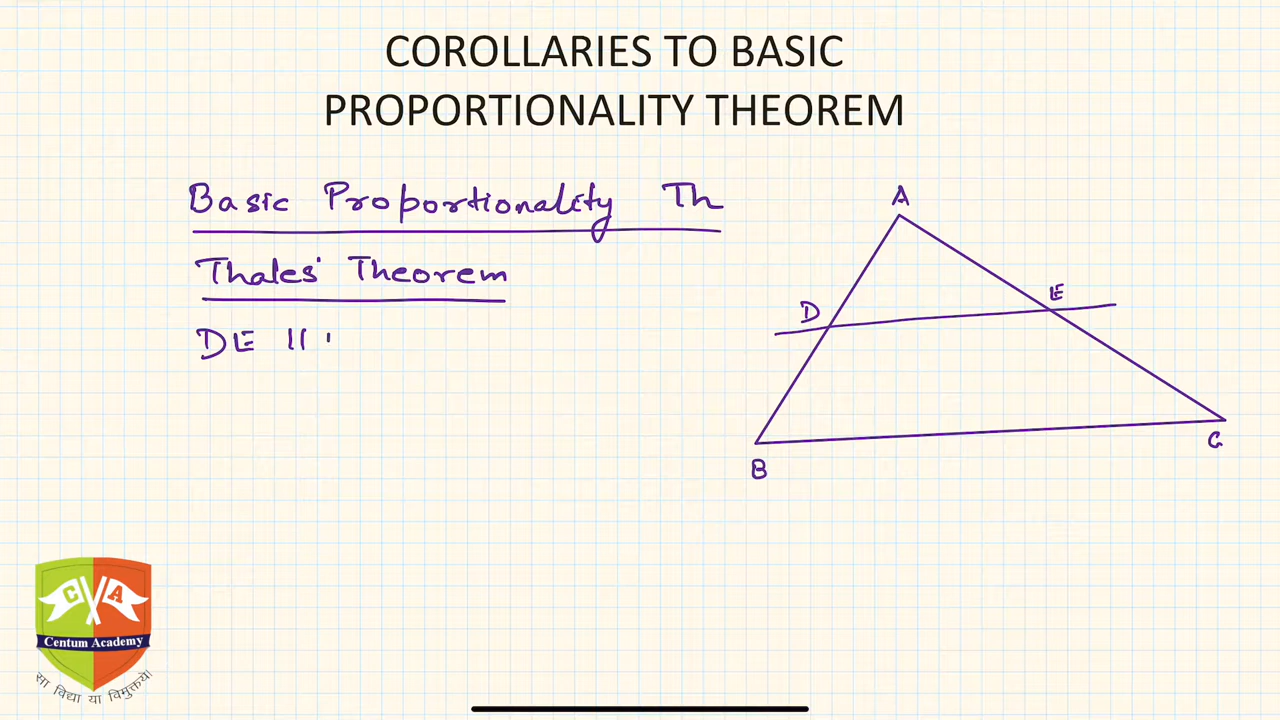 COROLLARIES TO BASIC
PROPORTIONALITY THEOREM
Basic Proportionality Th
Thales' Theorem
DE ||
A
D
E
B
C
C A
Centum Academy
सा विद्या या विमुक्तये।